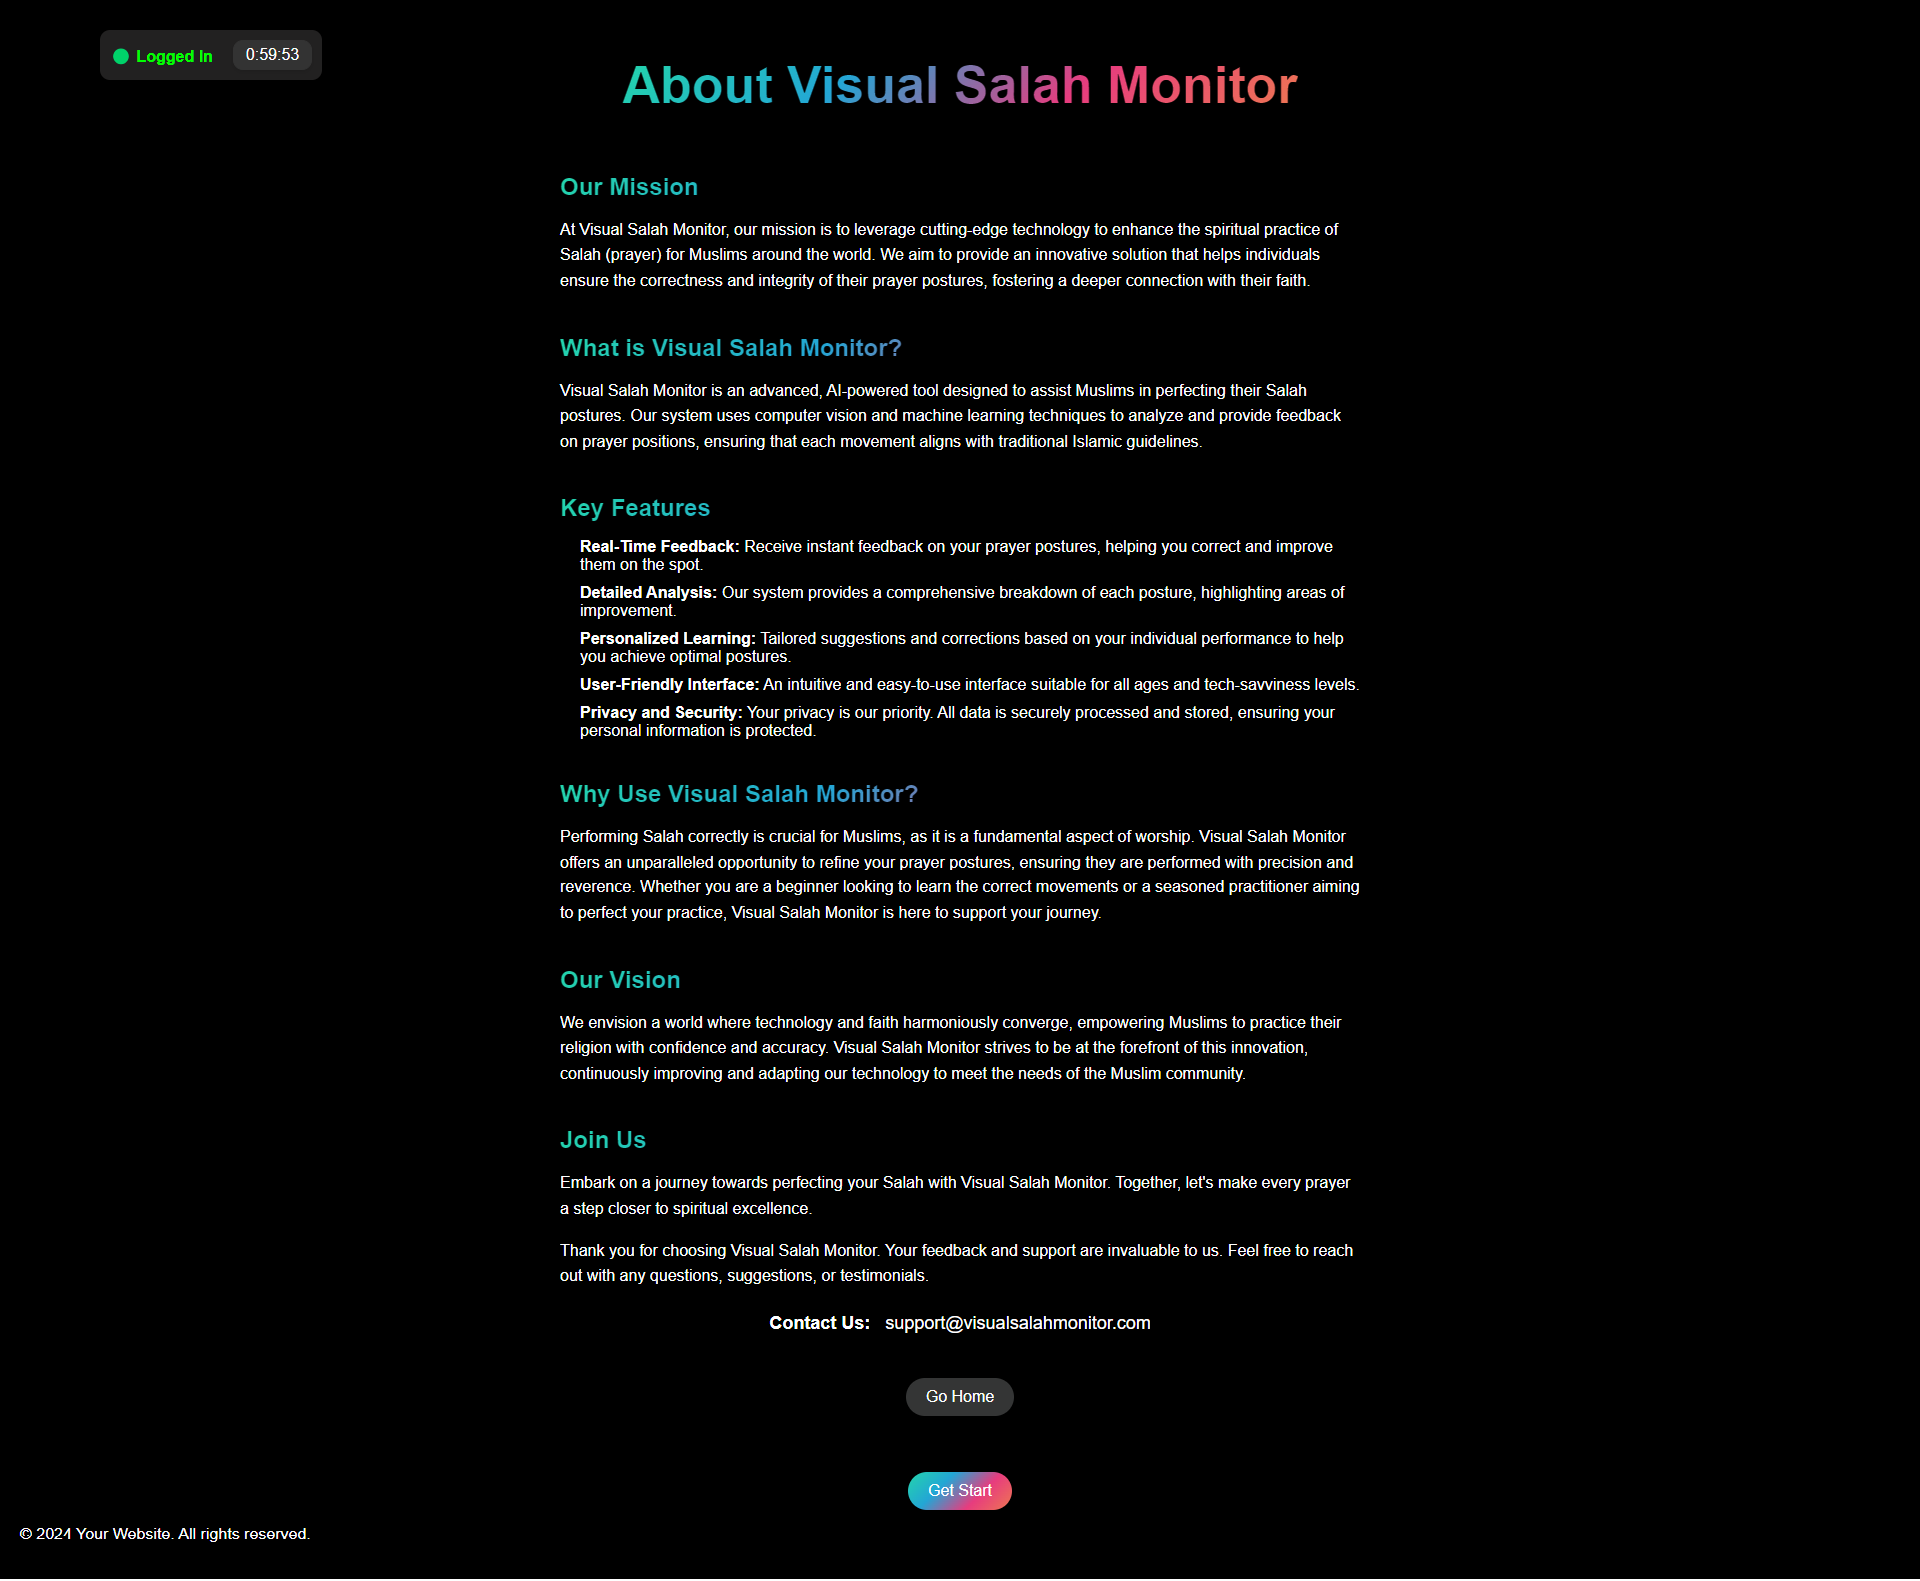 Logged In
0:59:53
About Visual Salah Monitor
Our Mission
At Visual Salah Monitor, our mission is to leverage cutting-edge technology to enhance the spiritual practice of
Salah (prayer) for Muslims around the world. We aim to provide an innovative solution that helps individuals
ensure the correctness and integrity of their prayer postures, fostering a deeper connection with their faith.
What is Visual Salah Monitor?
Visual Salah Monitor is an advanced, AI-powered tool designed to assist Muslims in perfecting their Salah
postures. Our system uses computer vision and machine learning techniques to analyze and provide feedback
on prayer positions, ensuring that each movement aligns with traditional Islamic guidelines.
Key Features
Real-Time Feedback: Receive instant feedback on your prayer postures, helping you correct and improve
them on the spot.
Detailed Analysis: Our system provides a comprehensive breakdown of each posture, highlighting areas of
improvement.
Personalized Learning: Tailored suggestions and corrections based on your individual performance to help
you achieve optimal postures.
User-Friendly Interface: An intuitive and easy-to-use interface suitable for all ages and tech-savviness levels.
Privacy and Security: Your privacy is our priority. All data is securely processed and stored, ensuring your
personal information is protected.
Why Use Visual Salah Monitor?
Performing Salah correctly is crucial for Muslims, as it is a fundamental aspect of worship. Visual Salah Monitor
offers an unparalleled opportunity to refine your prayer postures, ensuring they are performed with precision and
reverence. Whether you are a beginner looking to learn the correct movements or a seasoned practitioner aiming
to perfect your practice, Visual Salah Monitor is here to support your journey.
Our Vision
We envision a world where technology and faith harmoniously converge, empowering Muslims to practice their
religion with confidence and accuracy. Visual Salah Monitor strives to be at the forefront of this innovation,
continuously improving and adapting our technology to meet the needs of the Muslim community.
Join Us
Embark on a journey towards perfecting your Salah with Visual Salah Monitor. Together, let's make every prayer
a step closer to spiritual excellence.
Thank you for choosing Visual Salah Monitor. Your feedback and support are invaluable to us. Feel free to reach
out with any questions, suggestions, or testimonials.
Contact Us: support@visualsalahmonitor.com
Go Home
Get Start
© 2024 Your Website. All rights reserved.